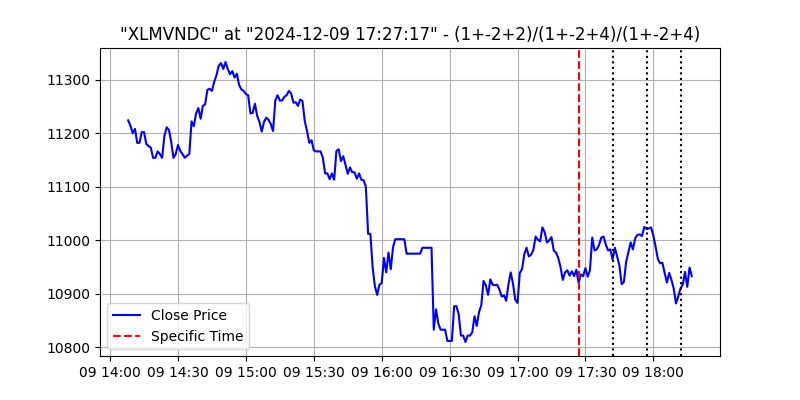 "XLMVNDC" at "2024-12-09 17:27:17" - (1+-2+2)/(1+-2+4)/(1+-2+4)
11300
11200
11100
11000
10900
10800
Close Price
Specific Time
09 14:00 09 14:30 09 15:00 09 15:30 09 16:00 09 16:30 09 17:00 09 17:30 09 18:00